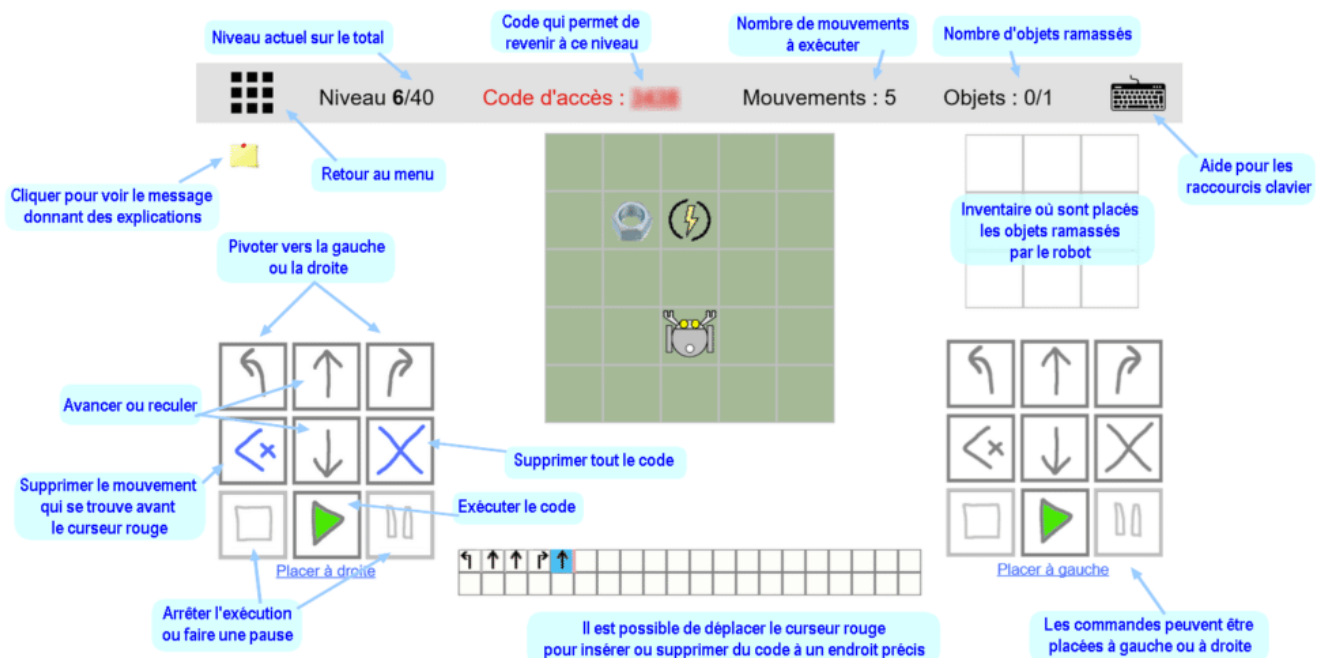 Niveau actuel sur le total
Code qui permet de
revenir à ce niveau
Nombre de mouvements
à exécuter
Nombre d'objets ramassés
Niveau 6/40
Code d'accès :
Mouvements : 5
Objets : 0/1
Cliquer pour voir le message
donnant des explications
Retour au menu
Aide pour les
raccourcis clavier
Inventaire où sont placés
les objets ramassés
par le robot
Pivoter vers la gauche
ou la droite
Avancer ou reculer
Supprimer tout le code
Supprimer le mouvement
qui se trouve avant
le curseur rouge
Exécuter le code
Placer à droite
Placer à gauche
Arrêter l'exécution
ou faire une pause
Il est possible de déplacer le curseur rouge
pour insérer ou supprimer du code à un endroit précis
Les commandes peuvent être
placées à gauche ou à droite